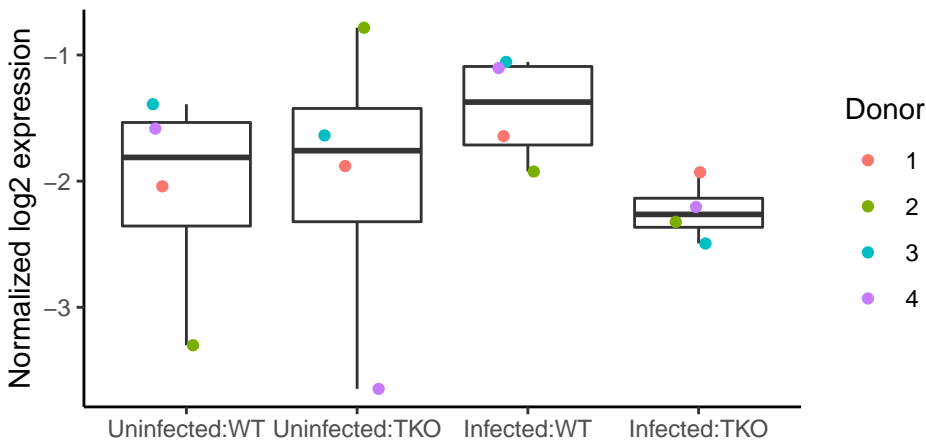 Normalized log2 expression
−1
−2
−3
Uninfected:WT
Uninfected:TKO
Infected:WT
Infected:TKO
Donor
1
2
3
4